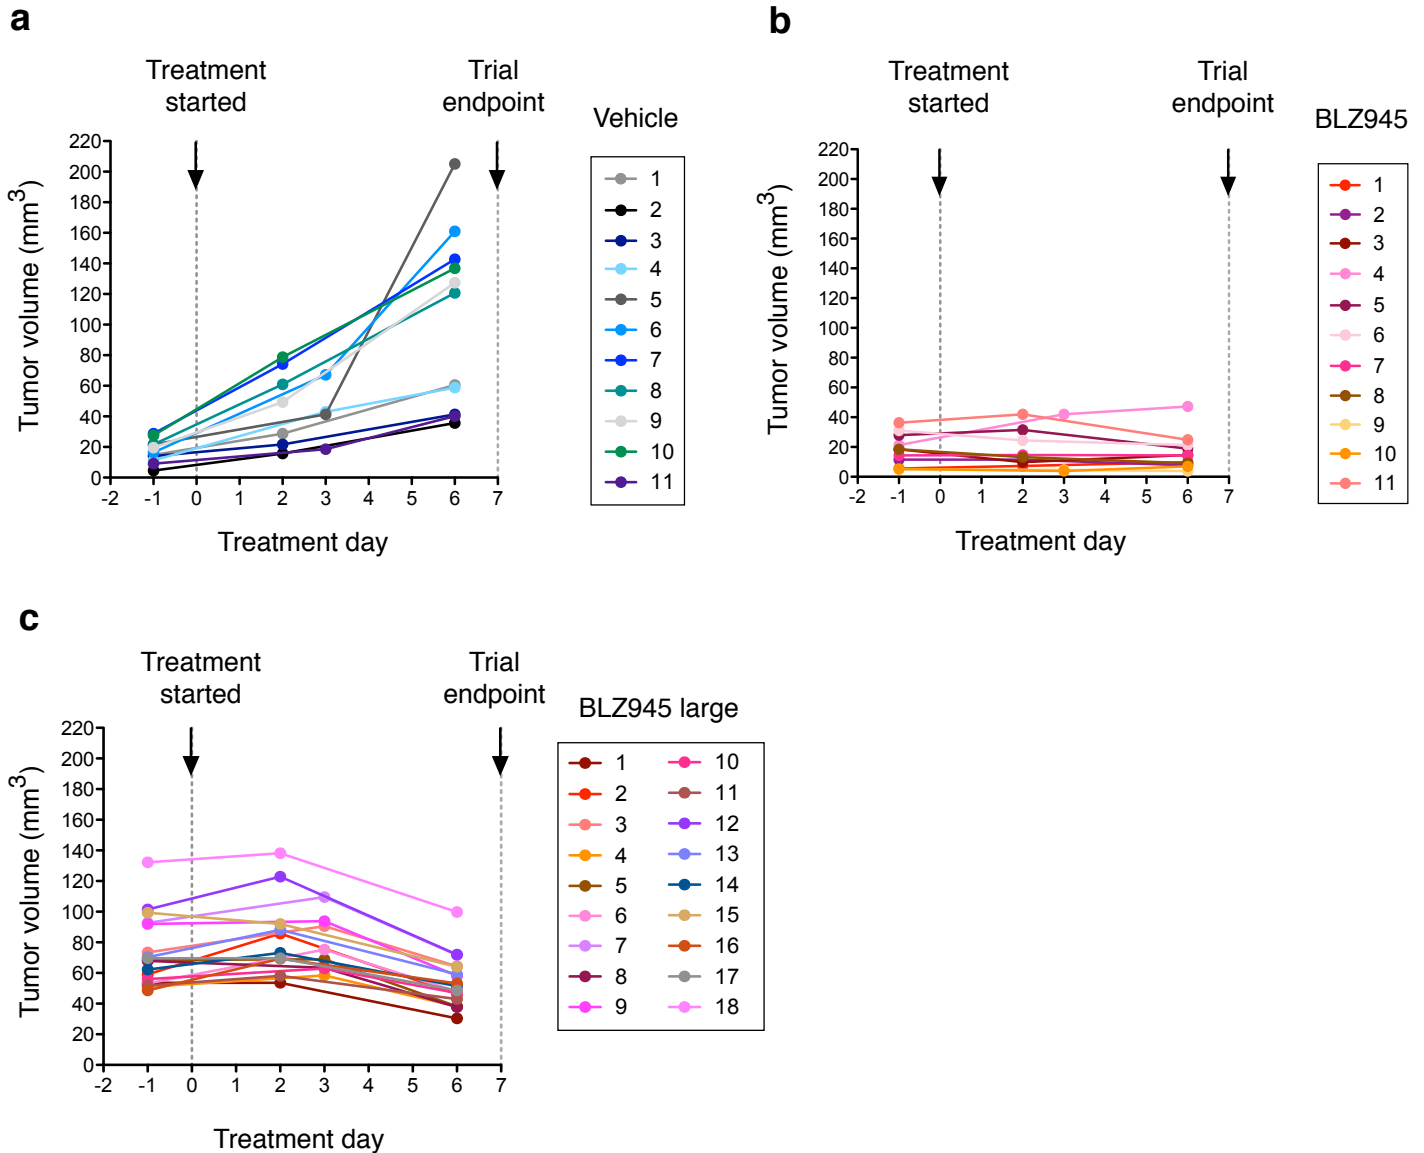 a
Treatment
started
Trial
endpoint
Vehicle
Tumor volume (mm3)
220
200
180
160
140
120
100
80
60
40
20
0
-2 -1 0 1 2 3 4 5 6 7
Treatment day
1
2
3
4
5
6
7
8
9
10
11
b
Treatment
started
Trial
endpoint
BLZ945
Tumor volume (mm3)
220
200
180
160
140
120
100
80
60
40
20
0
-2 -1 0 1 2 3 4 5 6 7
Treatment day
1
2
3
4
5
6
7
8
9
10
11
c
Treatment
started
Trial
endpoint
BLZ945 large
Tumor volume (mm3)
220
200
180
160
140
120
100
80
60
40
20
0
-2 -1 0 1 2 3 4 5 6 7
Treatment day
1 10
2 11
3 12
4 13
5 14
6 15
7 16
8 17
9 18